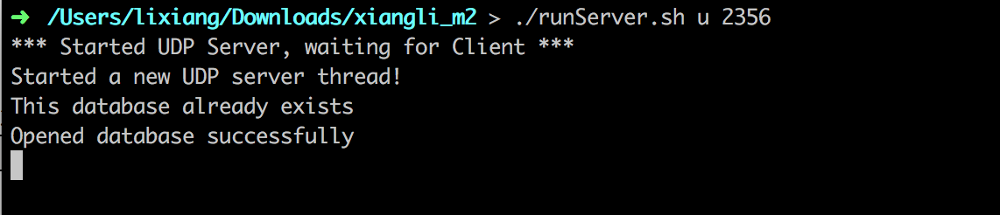 ➜ /Users/lixiang/Downloads/xiangli_m2 > ./runServer.sh u 2356
*** Started UDP Server, waiting for Client ***
Started a new UDP server thread!
This database already exists
Opened database successfully